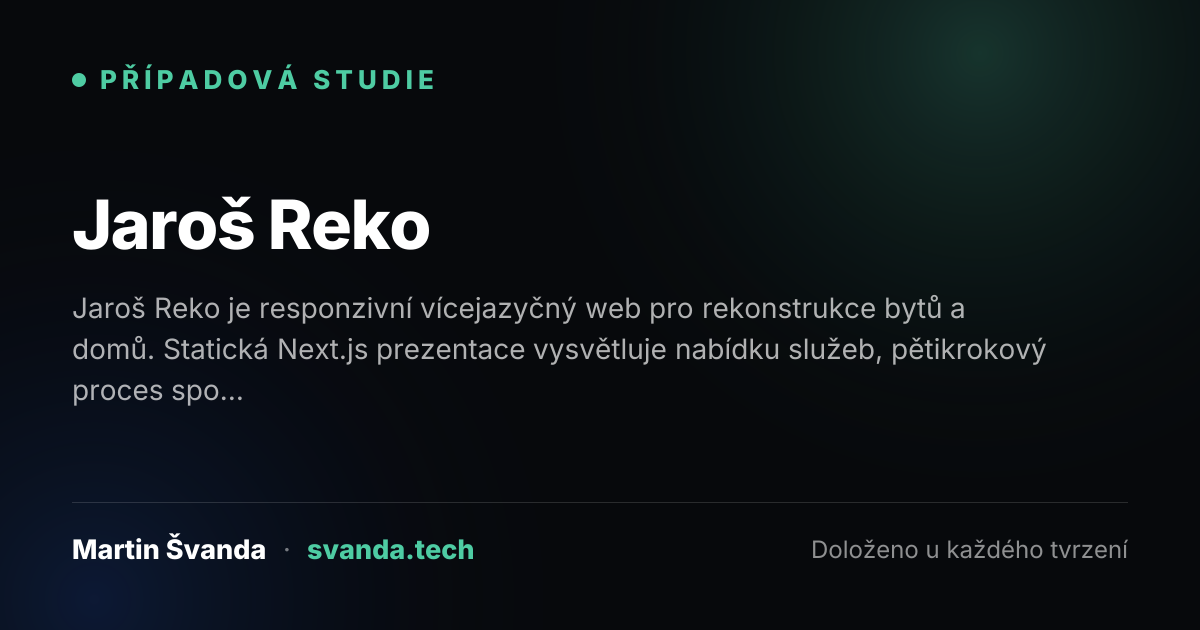 PŘÍPADOVÁ STUDIE
Jaroš Reko
Jaroš Reko je responzivní vícejazyčný web pro rekonstrukce bytů a
domů. Statická Next.js prezentace vysvětluje nabídku služeb, pětikrokový
proces spo...
Martin Švanda · svanda.tech
Doloženo u každého tvrzení